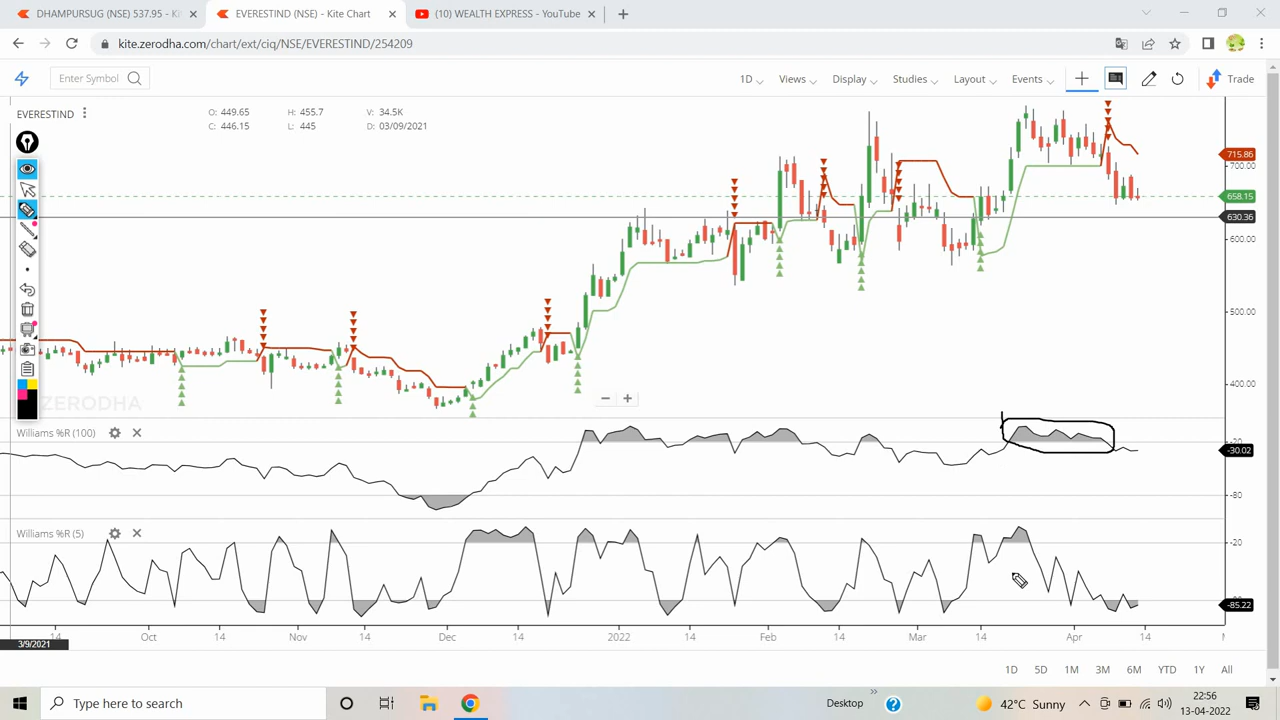 DHAMPURSUG (NSE) 537.95 - Ki
EVERESTIND (NSE) - Kite Chart
(10) WEALTH EXPRESS - YouTube
kite.zerodha.com/chart/ext/ciq/NSE/EVERESTIND/254209
Enter Symbol
1D Views Display Studies Layout Events Trade
EVERESTIND
O: 449.65 H: 455.7 V: 34.5K
C: 446.15 L: 445 D: 03/09/2021
715.86
700.00
658.15
630.36
600.00
500.00
400.00
ZERODHA
Williams %R (100)
-20
-30.02
-80
Williams %R (5)
-20
-85.22
14 Oct 14 Nov 14 Dec 14 2022 14 Feb 14 Mar 14 Apr 14
3/9/2021
1D 5D 1M 3M 6M YTD 1Y All
Type here to search
Desktop
42°C Sunny
22:56
13-04-2022